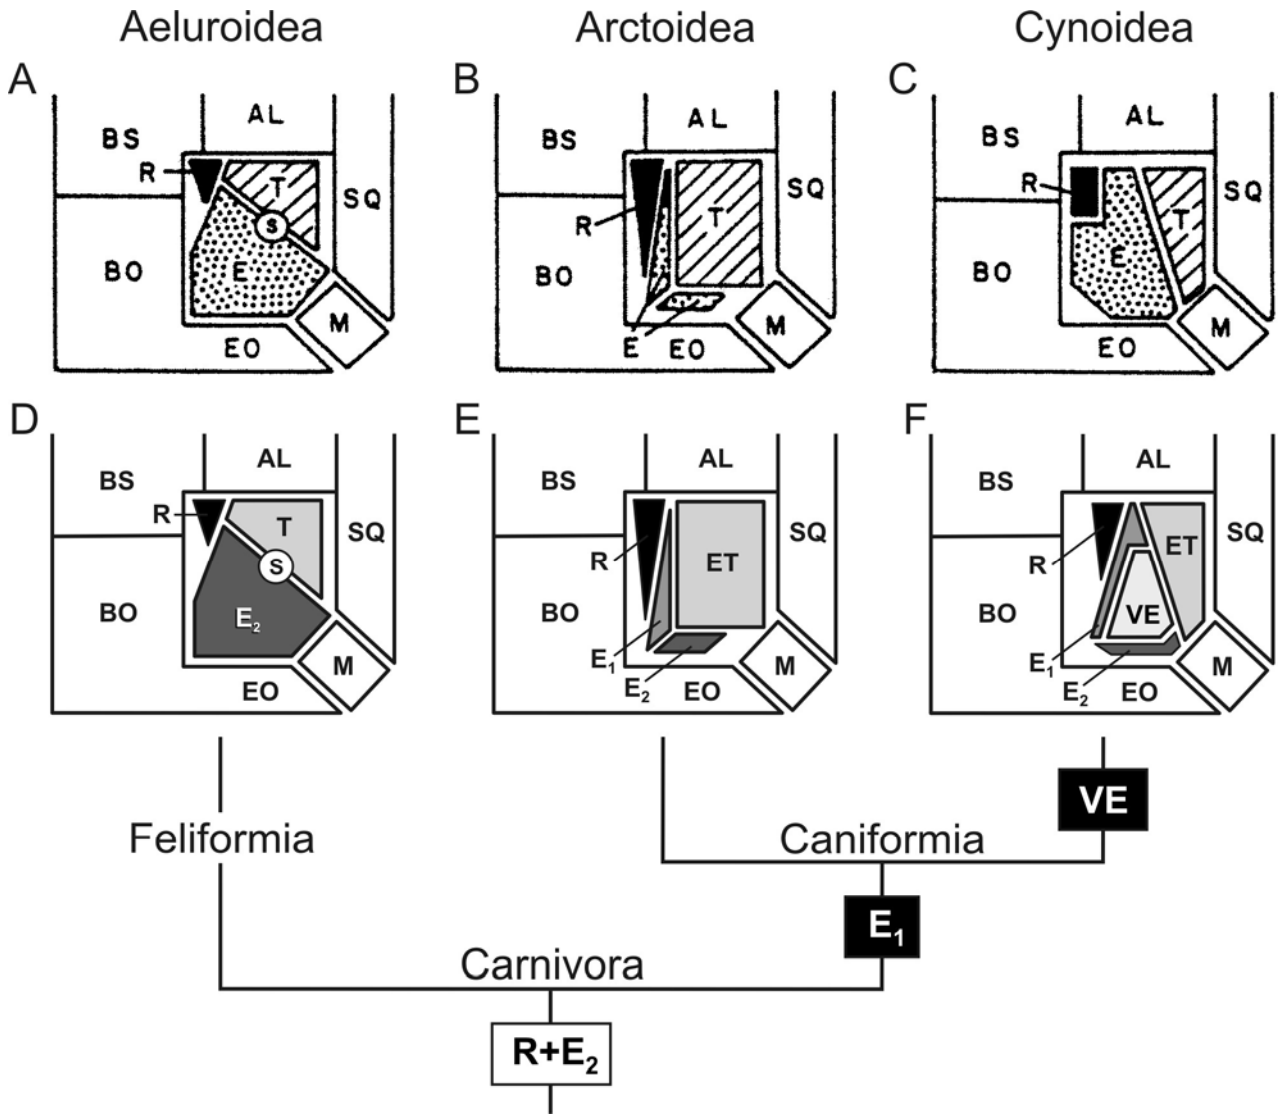 Aeluroidea
Arctoidea
Cynoidea
A
BS
AL
R
T
SQ
S
BO
E
M
EO
B
BS
AL
SQ
R
T
BO
E
EO
M
C
BS
AL
R
SQ
T
BO
E
M
EO
D
BS
AL
R
T
SQ
S
BO
E2
M
EO
E
BS
AL
R
ET
SQ
BO
E1
E2
EO
M
F
BS
AL
R
ET
SQ
BO
VE
E1
E2
EO
M
VE
Feliformia
Caniformia
E1
Carnivora
R+E2